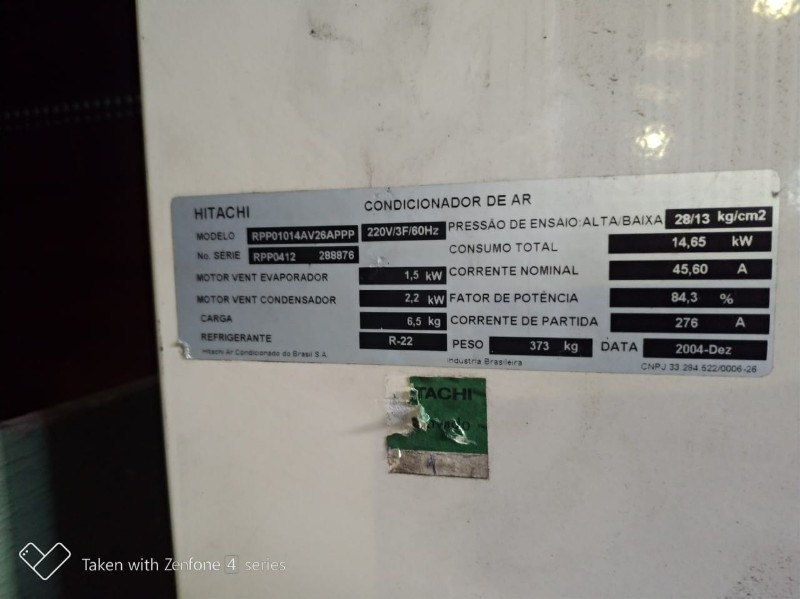 CONDICIONADOR DE AR
HITACHI
MODELO RPP01014AV26APPP 220V/3F/60Hz
No. SÉRIE RPP0412 288876
MOTOR VENT EVAPORADOR 1,5 kW
MOTOR VENT CONDENSADOR 2,2 kW
CARGA 6,5 kg
REFRIGERANTE R-22
Hitachi Ar Condicionado do Brasil S.A.
PRESSÃO DE ENSAIO:ALTA/BAIXA 28/13 kg/cm2
CONSUMO TOTAL 14,65 kW
CORRENTE NOMINAL 45,60 A
FATOR DE POTÊNCIA 84,3 %
CORRENTE DE PARTIDA 276 A
PESO 373 kg DATA 2004-Dez
Indústria Brasileira
CNPJ 33 284 522/0006-26
TACHI
Taken with Zenfone 4 series